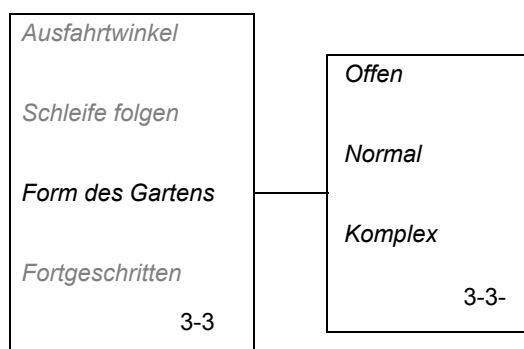 Ausfahrtwinkel
Schleife folgen
Form des Gartens
Fortgeschritten
3-3
Offen
Normal
Komplex
3-3-